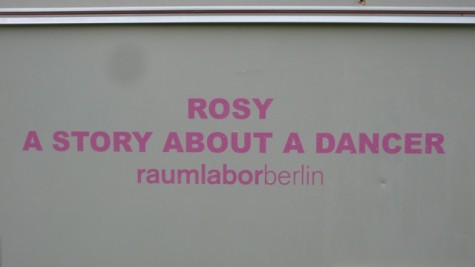 ROSY
A STORY ABOUT A DANCER
raumlaborberlin